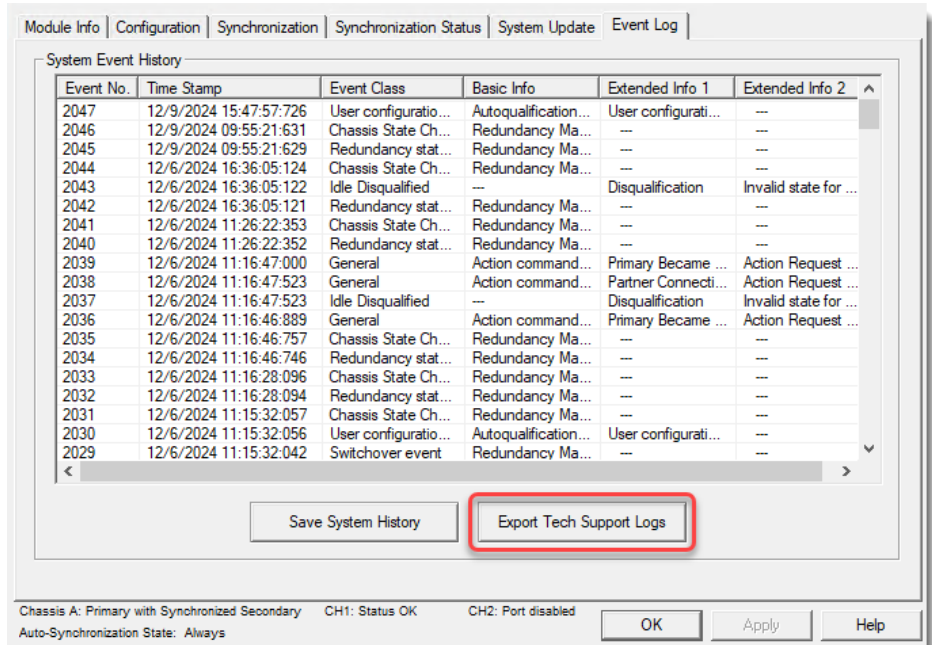 Module Info Configuration Synchronization Synchronization Status System Update Event Log
System Event History
Event No. Time Stamp Event Class Basic Info Extended Info 1 Extended Info 2
2047 12/9/2024 15:47:57:726 User configuratio... Autoqualification... User configurati... ---
2046 12/9/2024 09:55:21:631 Chassis State Ch... Redundancy Ma... --- ---
2045 12/9/2024 09:55:21:629 Redundancy stat... Redundancy Ma... --- ---
2044 12/6/2024 16:36:05:124 Chassis State Ch... Redundancy Ma... --- ---
2043 12/6/2024 16:36:05:122 Idle Disqualified --- Disqualification Invalid state for ...
2042 12/6/2024 16:36:05:121 Redundancy stat... Redundancy Ma... --- ---
2041 12/6/2024 11:26:22:353 Chassis State Ch... Redundancy Ma... --- ---
2040 12/6/2024 11:26:22:352 Redundancy stat... Redundancy Ma... --- ---
2039 12/6/2024 11:16:47:000 General Action command... Primary Became ... Action Request ...
2038 12/6/2024 11:16:47:523 General Action command... Partner Connecti... Action Request ...
2037 12/6/2024 11:16:47:523 Idle Disqualified --- Disqualification Invalid state for ...
2036 12/6/2024 11:16:46:889 General Action command... Primary Became ... Action Request ...
2035 12/6/2024 11:16:46:757 Chassis State Ch... Redundancy Ma... --- ---
2034 12/6/2024 11:16:46:746 Redundancy stat... Redundancy Ma... --- ---
2033 12/6/2024 11:16:28:096 Chassis State Ch... Redundancy Ma... --- ---
2032 12/6/2024 11:16:28:094 Redundancy stat... Redundancy Ma... --- ---
2031 12/6/2024 11:15:32:057 Chassis State Ch... Redundancy Ma... --- ---
2030 12/6/2024 11:15:32:056 User configuratio... Autoqualification... User configurati... ---
2029 12/6/2024 11:15:32:042 Switchover event Redundancy Ma... --- ---
Save System History Export Tech Support Logs
Chassis A: Primary with Synchronized Secondary CH1: Status OK CH2: Port disabled
Auto-Synchronization State: Always
OK Apply Help